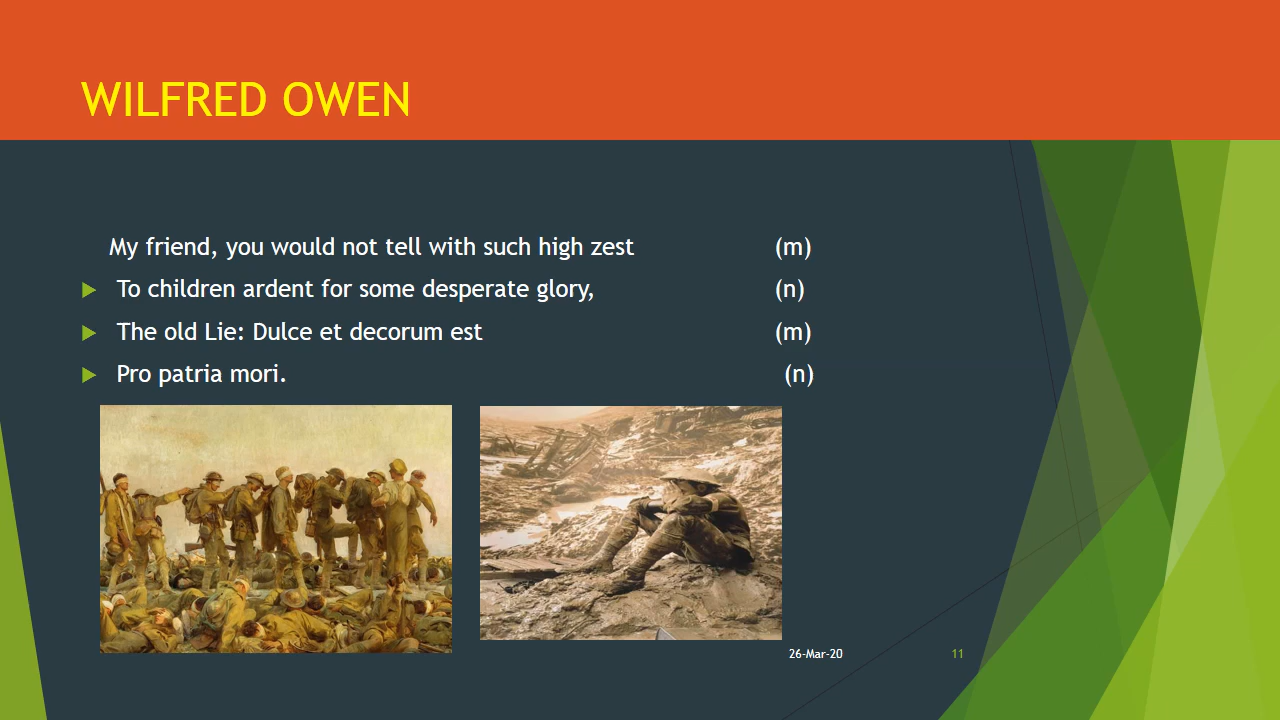 WILFRED OWEN
My friend, you would not tell with such high zest (m)
To children ardent for some desperate glory, (n)
The old Lie: Dulce et decorum est (m)
Pro patria mori. (n)
26-Mar-20 11